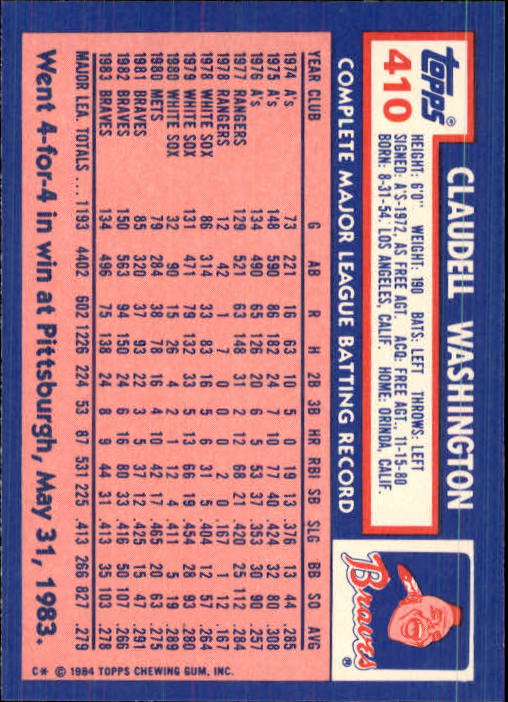 topps®
410
CLAUDELL WASHINGTON
HEIGHT: 6'0" WEIGHT: 190 BATS: LEFT THROWS: LEFT
SIGNED: A'S-1972, AS FREE AGT. ACQ: FREE AGT., 11-15-80
BORN: 8-31-54, LOS ANGELES, CALIF. HOME: ORINDA, CALIF.
Braves®
COMPLETE MAJOR LEAGUE BATTING RECORD
YEAR CLUB G AB R H 2B 3B HR RBI SB SLG BB SO AVG
1974 A's 73 221 16 63 10 5 0 19 6 .376 13 44 .285
1975 A's 148 590 86 182 24 7 10 77 40 .424 32 80 .308
1976 A's 134 490 65 126 20 6 5 53 37 .353 30 90 .257
1977 RANGERS 129 521 63 148 31 2 12 68 21 .420 25 112 .284
1978 RANGERS 12 42 1 7 0 0 0 2 0 .167 1 12 .167
1978 WHITE SOX 86 314 33 83 16 5 6 31 5 .404 12 57 .264
1979 WHITE SOX 131 471 79 132 33 5 13 66 19 .454 28 93 .280
1980 WHITE SOX 32 90 15 26 4 2 1 12 4 .411 5 19 .289
1980 METS 79 284 38 78 16 4 10 42 17 .465 20 63 .275
1981 BRAVES 85 320 37 93 22 3 5 37 12 .425 15 47 .291
1982 BRAVES 150 563 94 150 24 6 16 80 33 .416 50 107 .266
1983 BRAVES 134 496 75 138 24 8 9 44 31 .413 35 103 .278
MAJOR LEA. TOTALS ... 1193 4402 602 1226 224 53 87 531 225 .413 266 827 .279
Went 4-for-4 in win at Pittsburgh, May 31, 1983.
C* © 1984 TOPPS CHEWING GUM, INC.